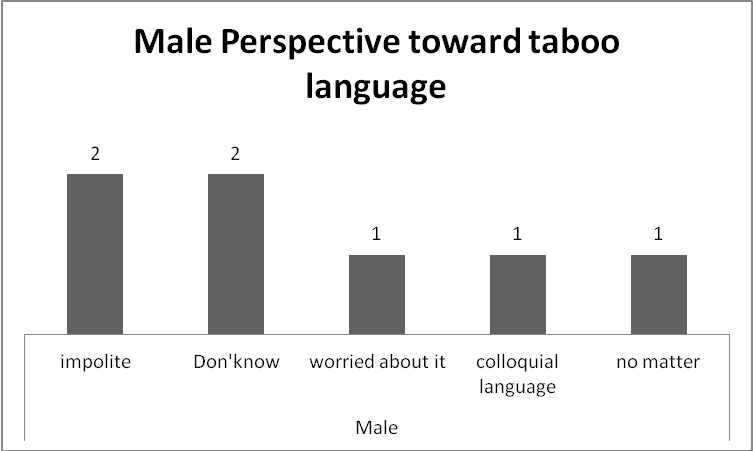 Male Perspective toward taboo
language
2
2
1
1
1
impolite
Don'know
worried about it
colloquial
language
no matter
Male